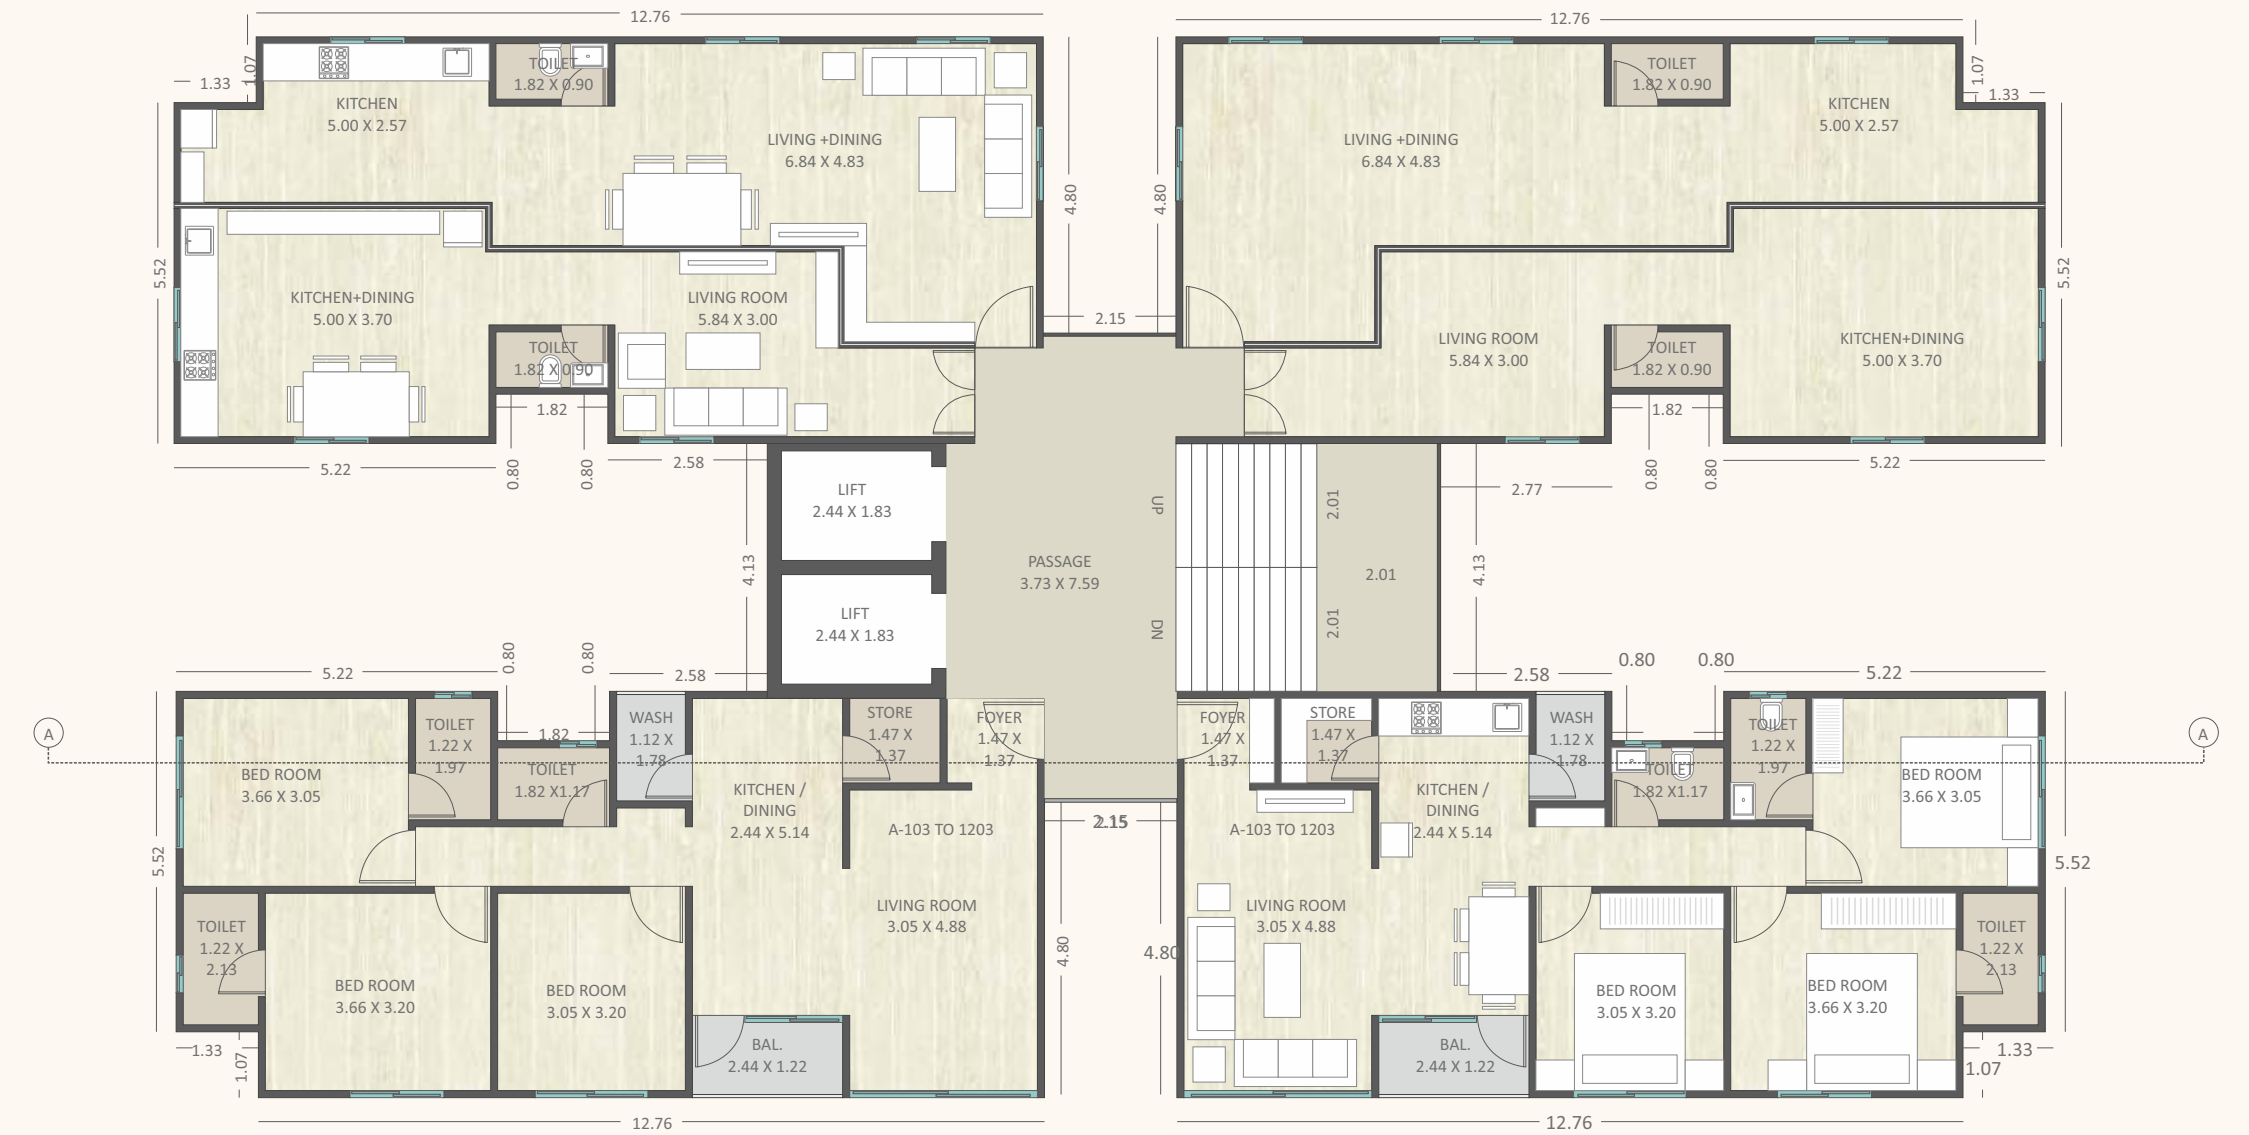 12.76
12.76
1.07
1.33
TOILET
1.82 X 0.90
KITCHEN
5.00 X 2.57
LIVING +DINING
6.84 X 4.83
4.80
4.80
LIVING +DINING
6.84 X 4.83
TOILET
1.82 X 0.90
KITCHEN
5.00 X 2.57
1.07
1.33
5.52
KITCHEN+DINING
5.00 X 3.70
TOILET
1.82 X 0.90
LIVING ROOM
5.84 X 3.00
2.15
LIVING ROOM
5.84 X 3.00
TOILET
1.82 X 0.90
KITCHEN+DINING
5.00 X 3.70
5.52
1.82
1.82
5.22
0.80
0.80
2.58
LIFT
2.44 X 1.83
UP
2.01
2.77
0.80
0.80
5.22
4.13
PASSAGE
3.73 X 7.59
2.01
4.13
LIFT
2.44 X 1.83
DN
2.01
5.22
0.80
0.80
2.58
2.58
0.80
0.80
5.22
A
1.82
TOILET
1.22 X
1.97
BED ROOM
3.66 X 3.05
TOILET
1.82 X1.17
WASH
1.12 X
1.78
KITCHEN /
DINING
2.44 X 5.14
STORE
1.47 X
1.37
FOYER
1.47 X
1.37
FOYER
1.47 X
1.37
STORE
1.47 X
1.37
KITCHEN /
DINING
2.44 X 5.14
WASH
1.12 X
1.78
TOILET
1.82 X1.17
TOILET
1.22 X
1.97
BED ROOM
3.66 X 3.05
A
5.52
A-103 TO 1203
2.15
2.15
A-103 TO 1203
5.52
TOILET
1.22 X
2.13
BED ROOM
3.66 X 3.20
BED ROOM
3.05 X 3.20
LIVING ROOM
3.05 X 4.88
4.80
4.80
LIVING ROOM
3.05 X 4.88
BED ROOM
3.05 X 3.20
BED ROOM
3.66 X 3.20
TOILET
1.22 X
2.13
1.33
1.07
BAL.
2.44 X 1.22
BAL.
2.44 X 1.22
1.33
1.07
12.76
12.76